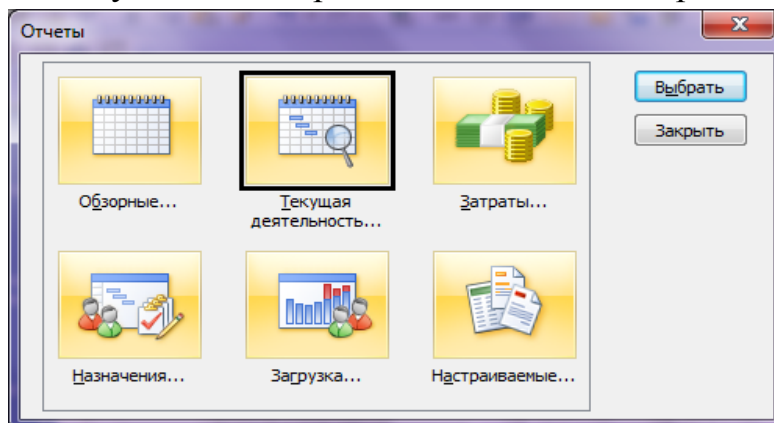 Отчеты
Выбрать
Закрыть
Обзорные...
Текущая
деятельность...
Затраты...
Назначения...
Загрузка...
Настраиваемые...